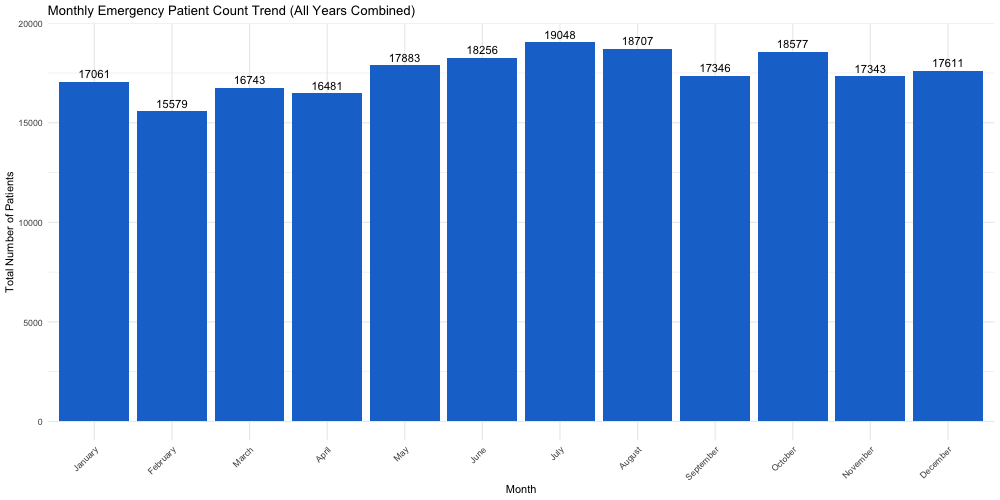 Monthly Emergency Patient Count Trend (All Years Combined)
20000
15000
10000
5000
0
Total Number of Patients
17061
15579
16743
16481
17883
18256
19048
18707
17346
18577
17343
17611
January
February
March
April
May
June
July
August
September
October
November
December
Month